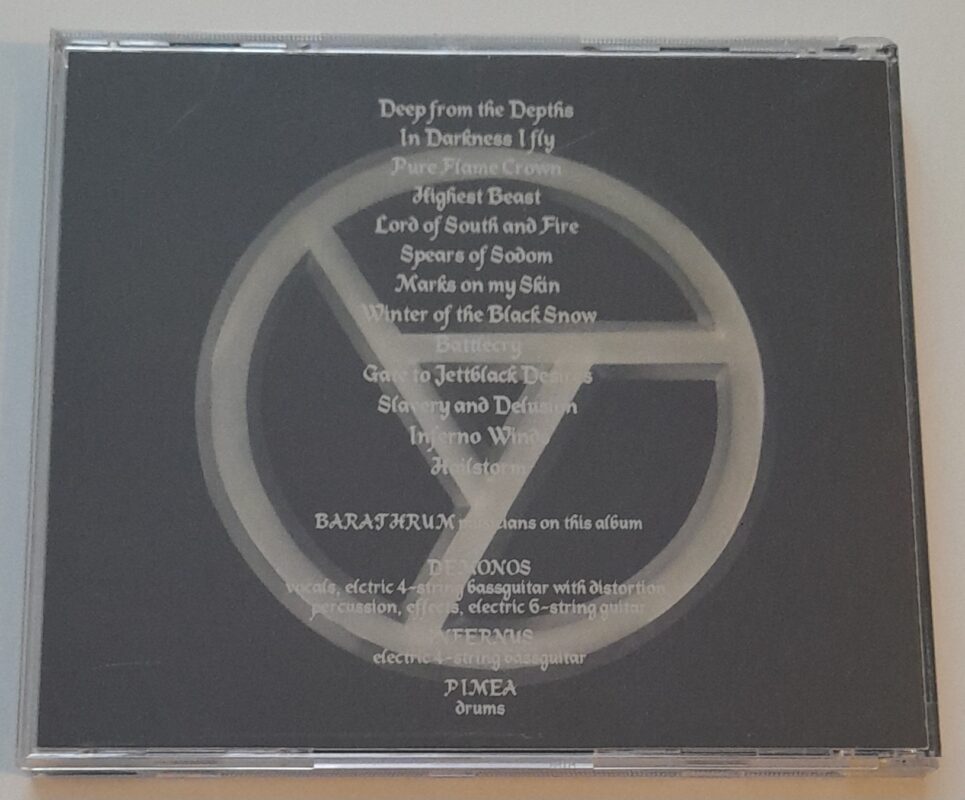 Deep from the Depths
In Darkness I fly
Pure Flame Crown
Highest Beast
Lord of South and Fire
Spears of Sodom
Marks on my Skin
Winter of the Black Snow
Battlecry
Gate to Jettblack Desires
Slavery and Delusion
Inferno Winds
Hailstorm
BARATHRUM musicians on this album
DEMONOS
vocals, elctric 4-string bassguitar with distortion
percussion, effects, electric 6-string guitar
INFERNUS
electric 4-string bassguitar
PIMEA
drums